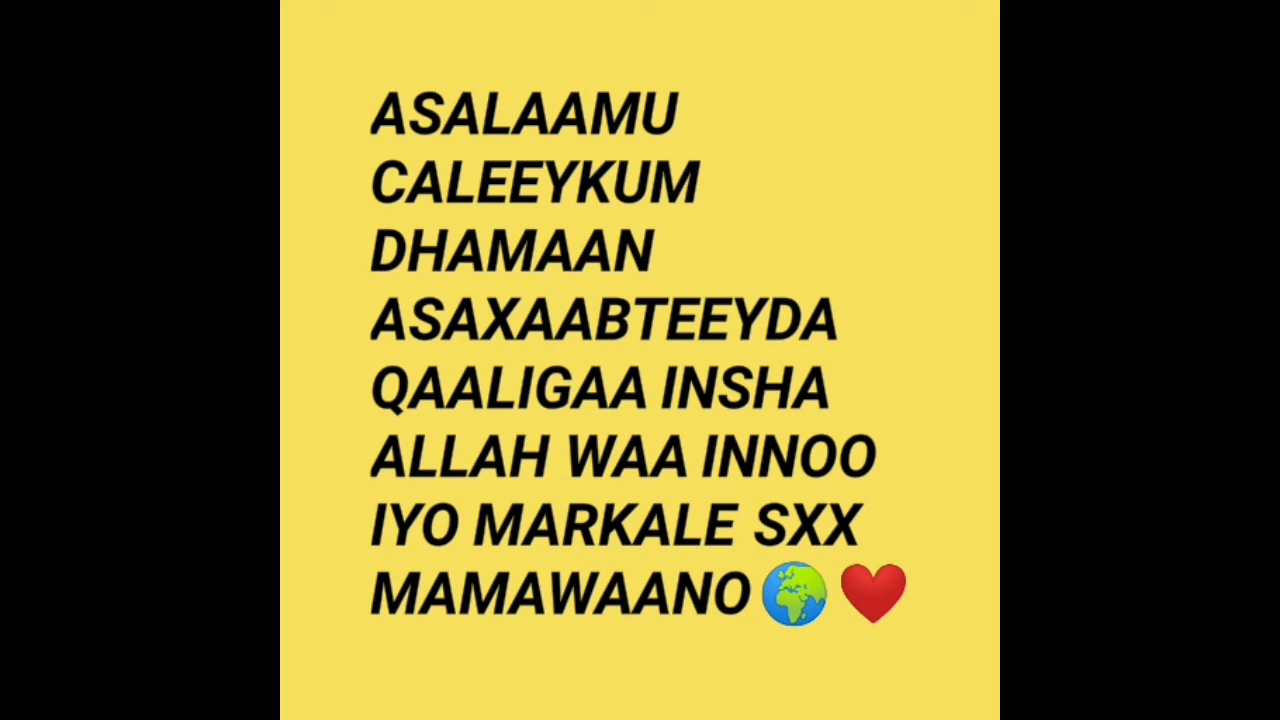 ASALAAMU
CALEEYKUM
DHAMAAN
ASAXAABTEEYDA
QAALIGAA INSHA
ALLAH WAA INNOO
IYO MARKALE SXX
MAMAWAANO🌍❤️